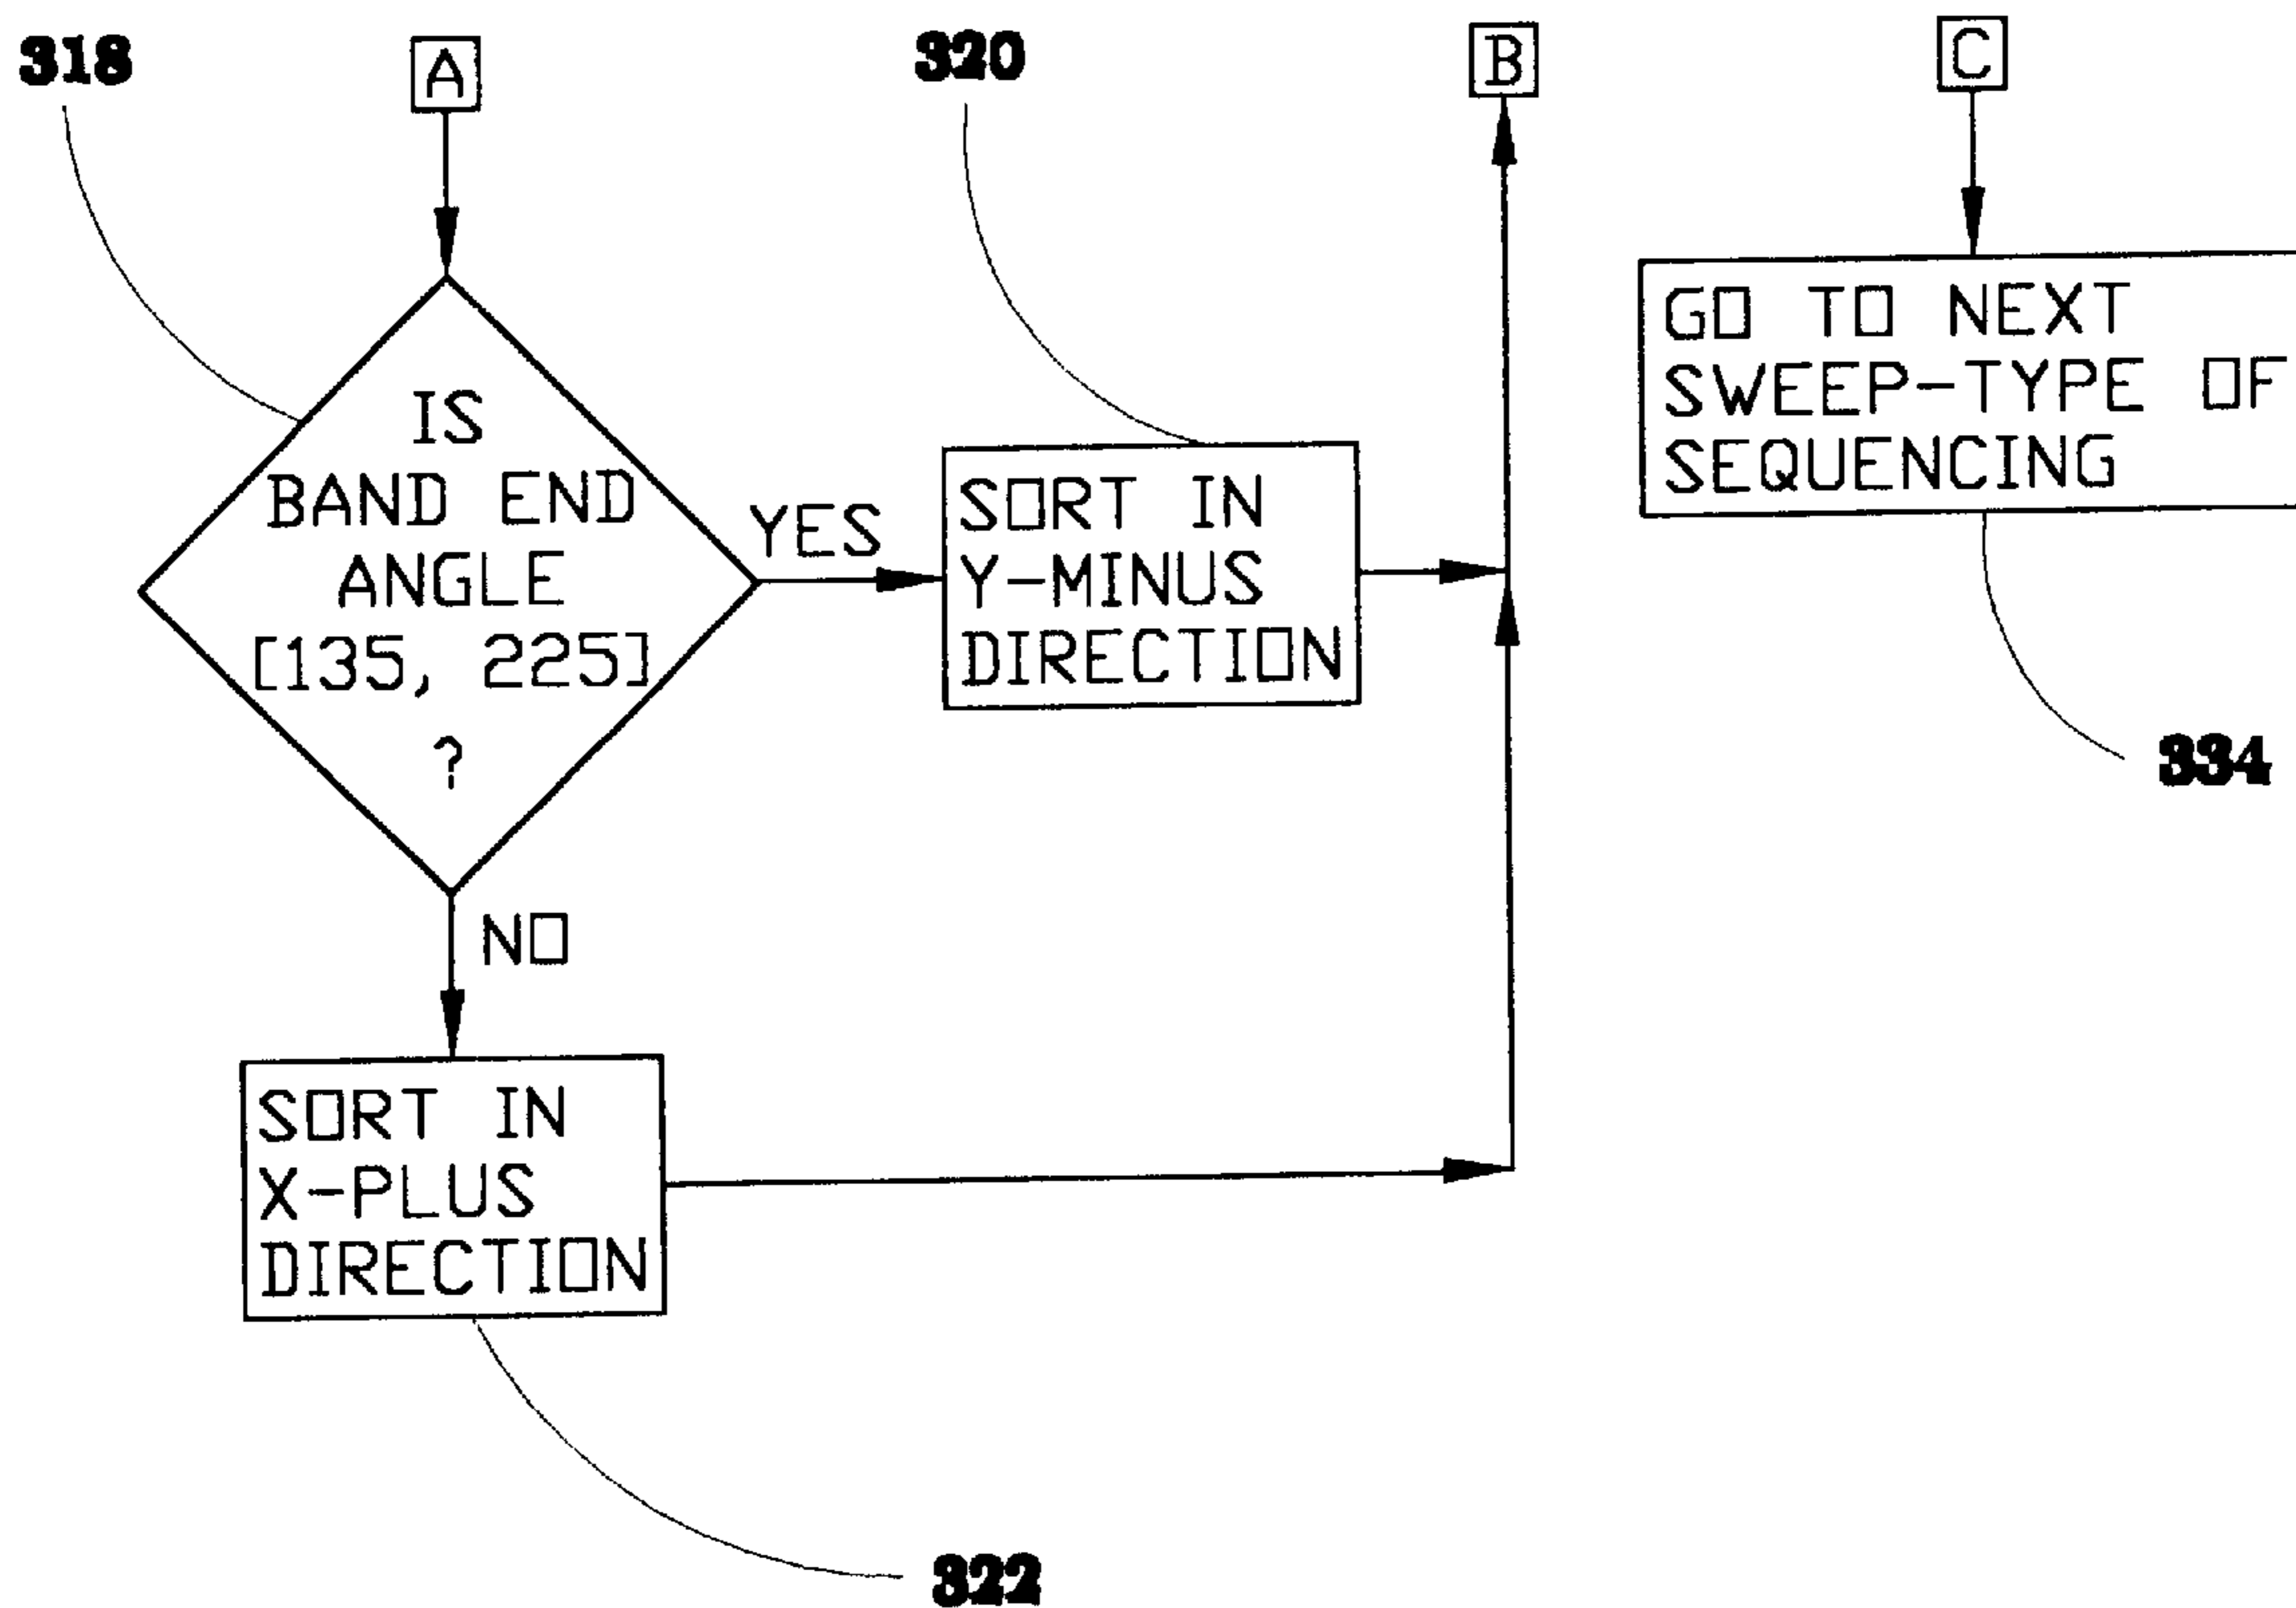 318
A
320
B
C
IS
BAND END
ANGLE
[135, 225]
?
YES
SORT IN
Y-MINUS
DIRECTION
GO TO NEXT
SWEEP-TYPE OF
SEQUENCING
334
NO
SORT IN
X-PLUS
DIRECTION
322